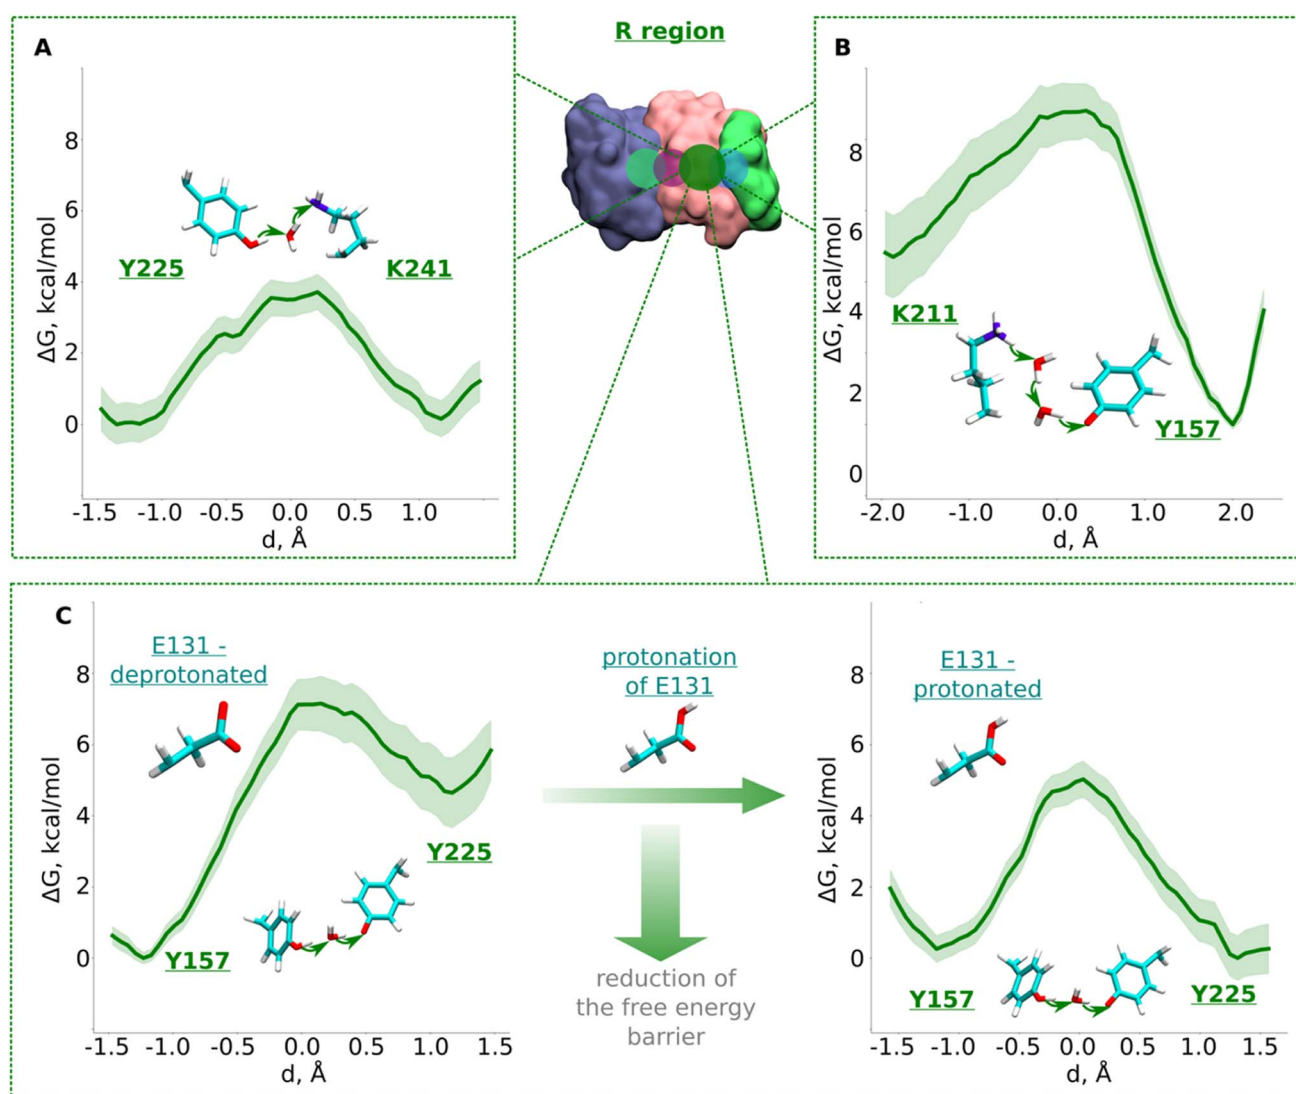 A
R region
B
ΔG, kcal/mol
8
6
4
2
0
Y225
K241
-1.5
-1.0
-0.5
0.0
0.5
1.0
d, Å
ΔG, kcal/mol
8
6
4
2
0
K211
Y157
-2.0
-1.0
0.0
1.0
2.0
d, Å
C
ΔG, kcal/mol
8
6
4
2
0
E131 -
deprotonated
Y225
Y157
-1.5
-1.0
-0.5
0.0
0.5
1.0
1.5
d, Å
protonation
of E131
reduction of
the free energy
barrier
ΔG, kcal/mol
8
6
4
2
0
E131 -
protonated
Y157
Y225
-1.5
-1.0
-0.5
0.0
0.5
1.0
1.5
d, Å